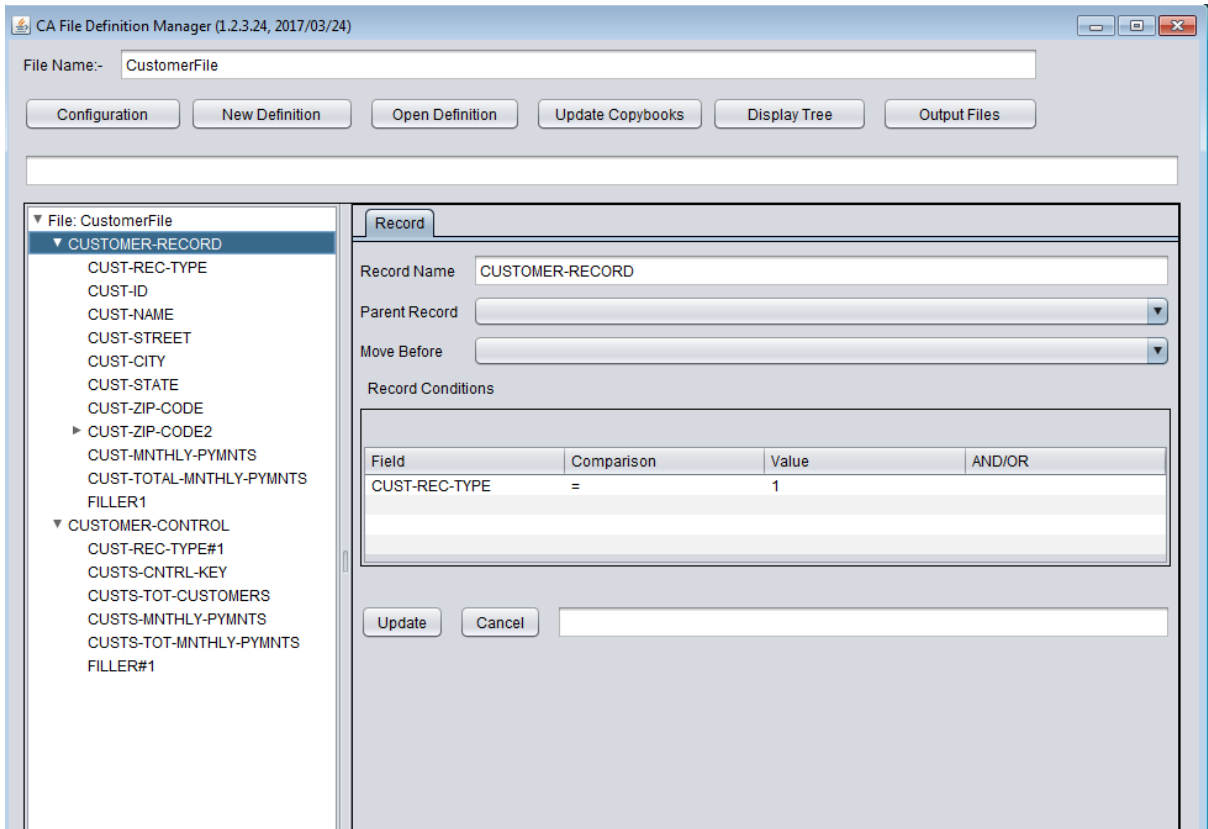 CA File Definition Manager (1.2.3.24, 2017/03/24)
File Name:- CustomerFile
Configuration New Definition Open Definition Update Copybooks Display Tree Output Files
File: CustomerFile
CUSTOMER-RECORD
CUST-REC-TYPE
CUST-ID
CUST-NAME
CUST-STREET
CUST-CITY
CUST-STATE
CUST-ZIP-CODE
CUST-ZIP-CODE2
CUST-MNTHLY-PYMNTS
CUST-TOTAL-MNTHLY-PYMNTS
FILLER1
CUSTOMER-CONTROL
CUST-REC-TYPE#1
CUSTS-CNTRL-KEY
CUSTS-TOT-CUSTOMERS
CUSTS-MNTHLY-PYMNTS
CUSTS-TOT-MNTHLY-PYMNTS
FILLER#1
Record
Record Name CUSTOMER-RECORD
Parent Record
Move Before
Record Conditions
Field Comparison Value AND/OR
CUST-REC-TYPE = 1
Update Cancel